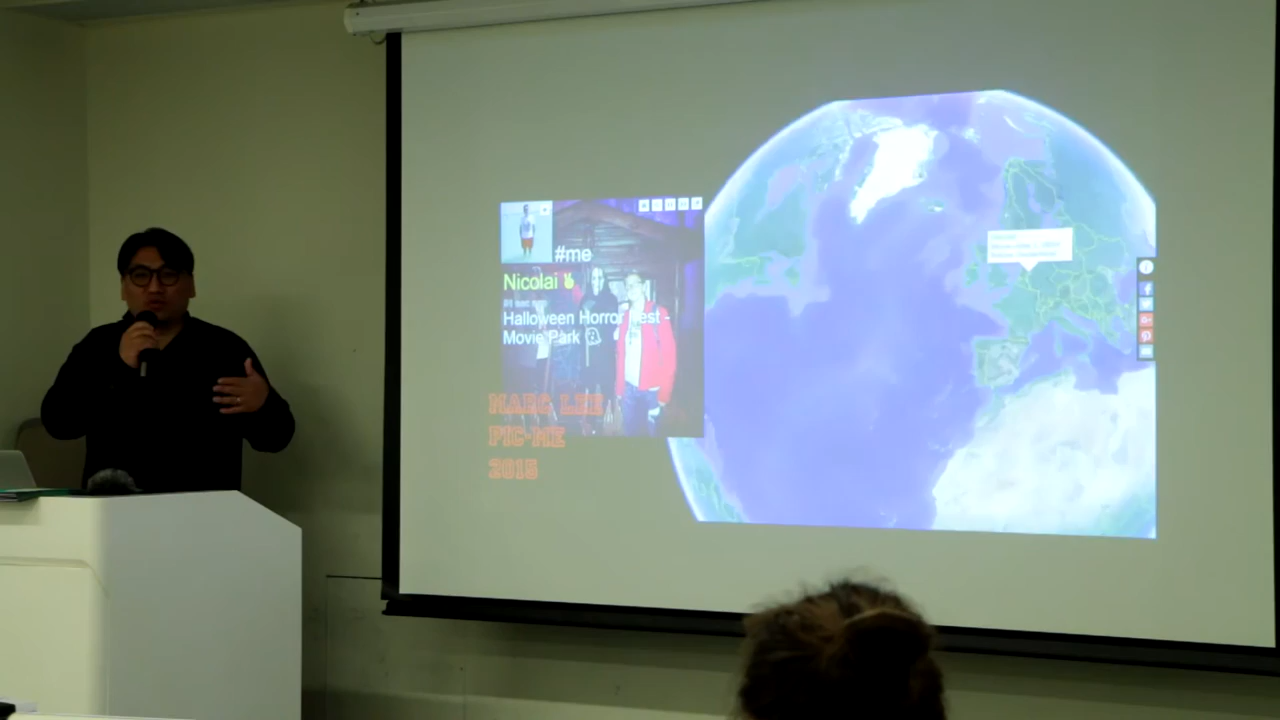 #me
Nicolai
Halloween Horror Fest -
Movie Park
MARC LEE
PIC-ME
2015